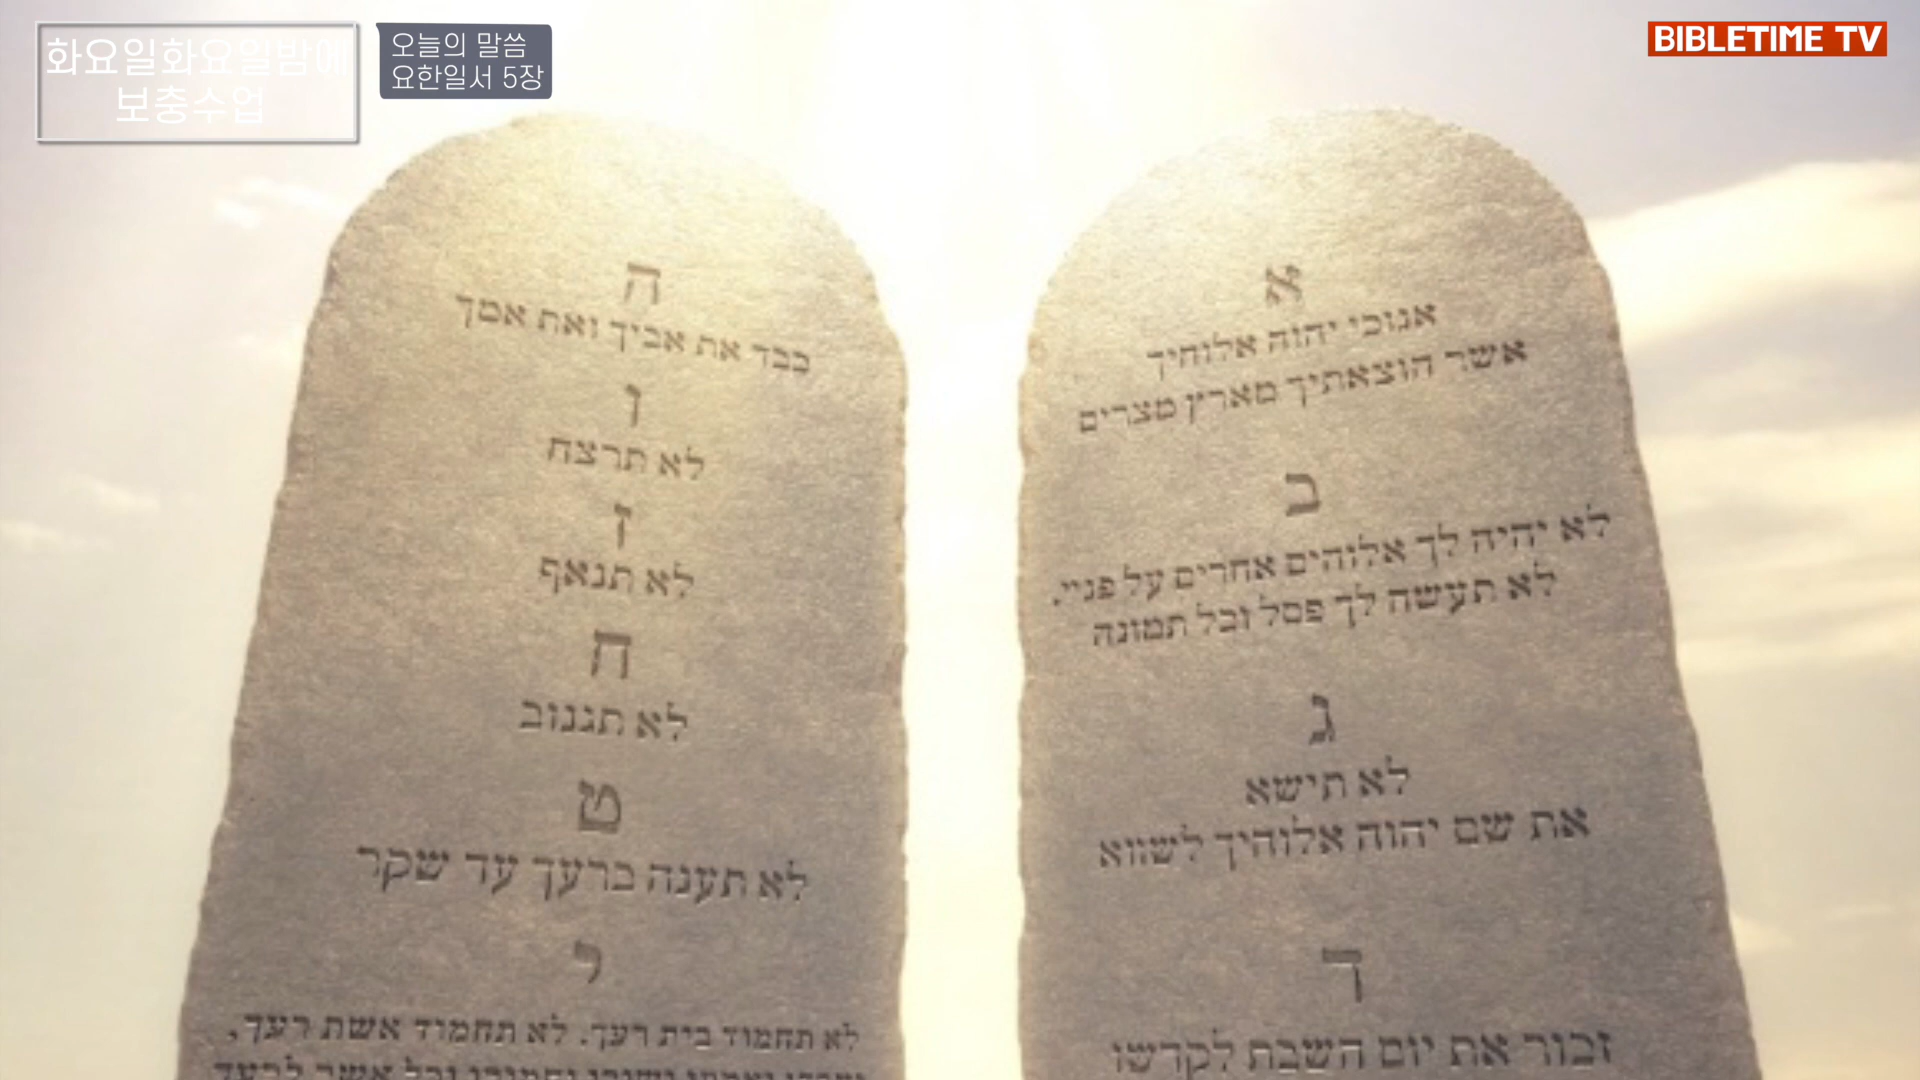 화요일화요일밤에
보충수업
오늘의 말씀
요한일서 5장
BIBLETIME TV
א
אנוכי יהוה אלוהיך
אשר הוצאתיך מארץ מצרים
ב
לא יהיה לך אלוהים אחרים על פניי.
לא תעשה לך פסל וכל תמונה
ג
לא תישא
את שם יהוה אלוהיך לשווא
ד
זכור את יום השבת לקדשו
ה
כבד את אביך ואת אמך
ו
לא תרצח
ז
לא תנאף
ח
לא תגנוב
ט
לא תענה ברעך עד שקר
י
לא תחמוד בית רעך. לא תחמוד אשת רעך,
וכל אשר לרעך